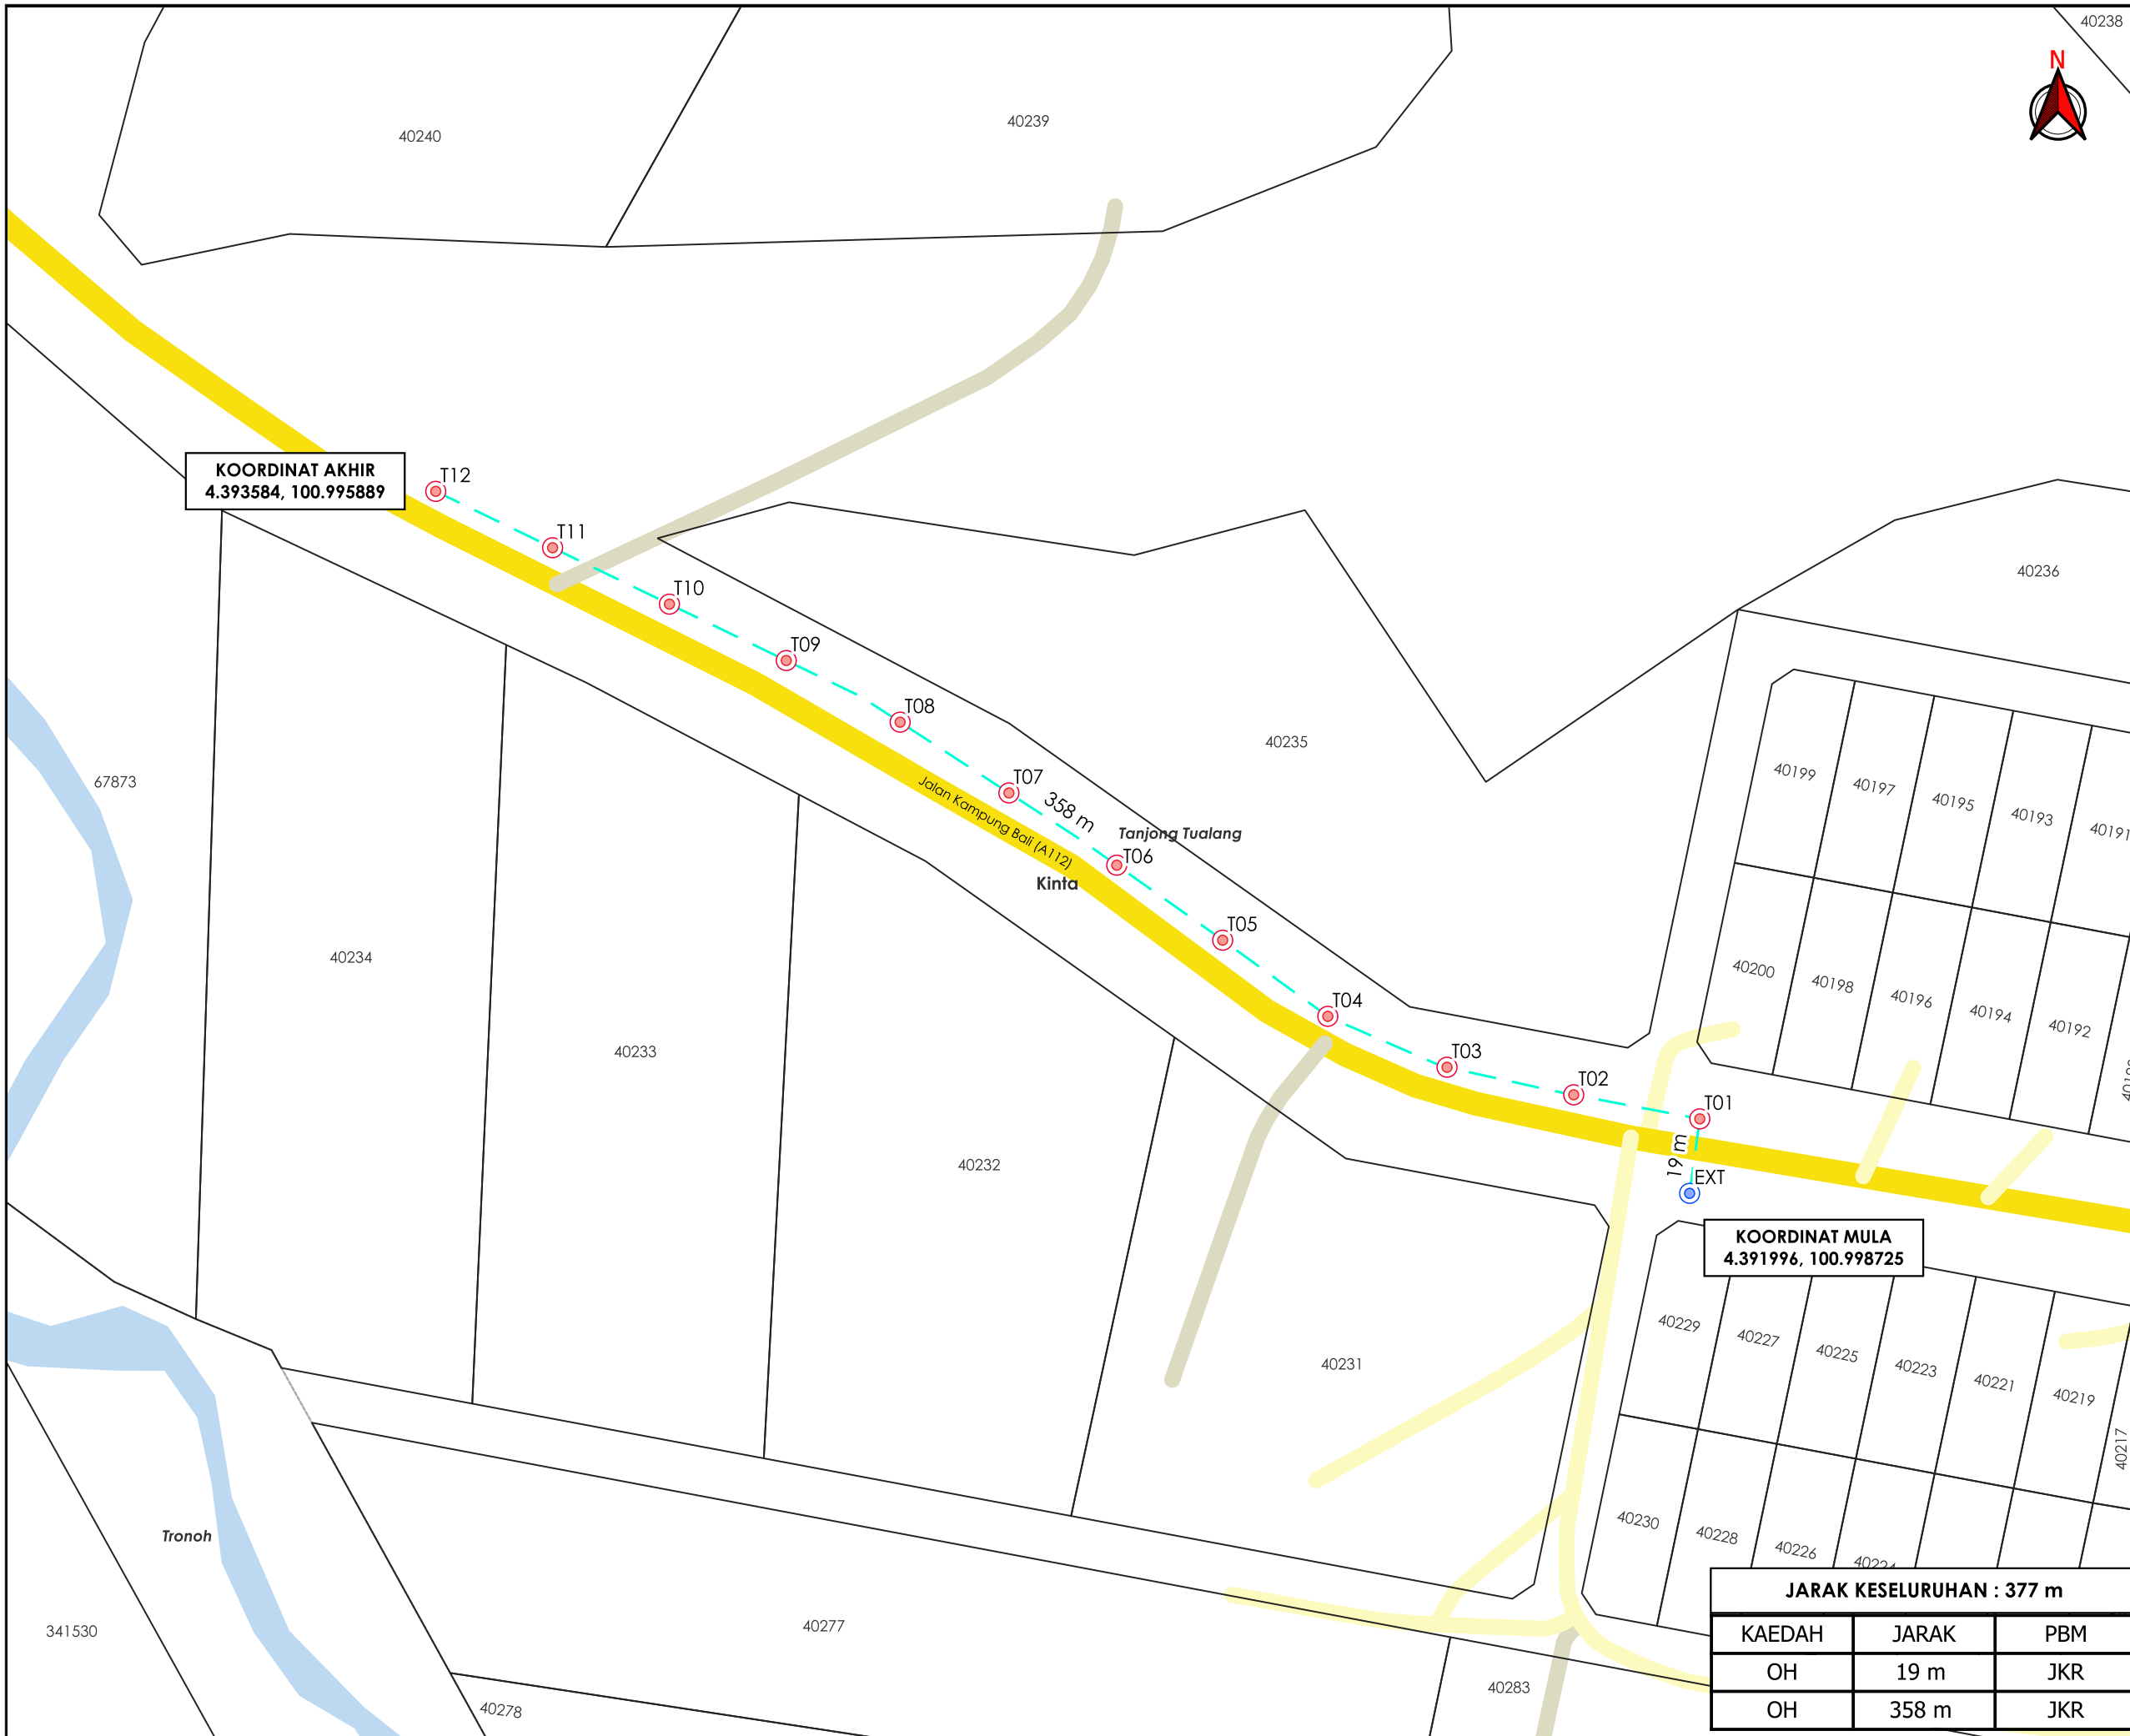 40238
N
40239
40240
KOORDINAT AKHIR
4.393584, 100.995889
T12
T11
T10
T09
T08
T07
358 m
T06
T05
T04
T03
T02
T01
19 m
EXT
Jalan Kampung Bali (A112)
Tanjong Tualang
Kinta
40236
40235
40199
40197
40195
40193
40191
40200
40198
40196
40194
40192
67873
40234
40233
40232
40231
KOORDINAT MULA
4.391996, 100.998725
40229
40227
40225
40223
40221
40219
40217
40230
40228
40226
Tronoh
341530
40277
40278
40283
JARAK KESELURUHAN : 377 m
KAEDAH JARAK PBM
OH 19 m JKR
OH 358 m JKR